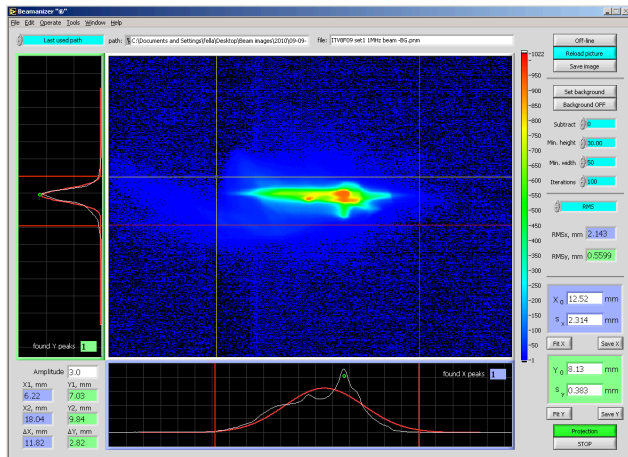 Beamanizer "®"
File Edit Operate Tools Window Help
Last used path path: C:\Documents and Settings\fella\Desktop\Beam images\2010\09-09- file: ITV0F09 set1 1MHz beam -BG.pnm
Off-line
Reload picture
Save image
Set background
Background OFF
Subtract 0
Min. height 30.00
Min. width 50
Iterations 100
RMS
RMSx, mm 2.143
RMSy, mm 0.5599
X0 12.52 mm
sx 2.314 mm
Fit X Save X
Y0 8.13 mm
sy 0.383 mm
Fit Y Save Y
Projection
STOP
1022
950
900
850
800
750
700
650
600
550
500
450
400
350
300
250
200
150
100
50
1
found Y peaks 1
found X peaks 1
Amplitude 3.0
X1, mm Y1, mm
6.22 7.03
X2, mm Y2, mm
18.04 9.84
ΔX, mm ΔY, mm
11.82 2.82